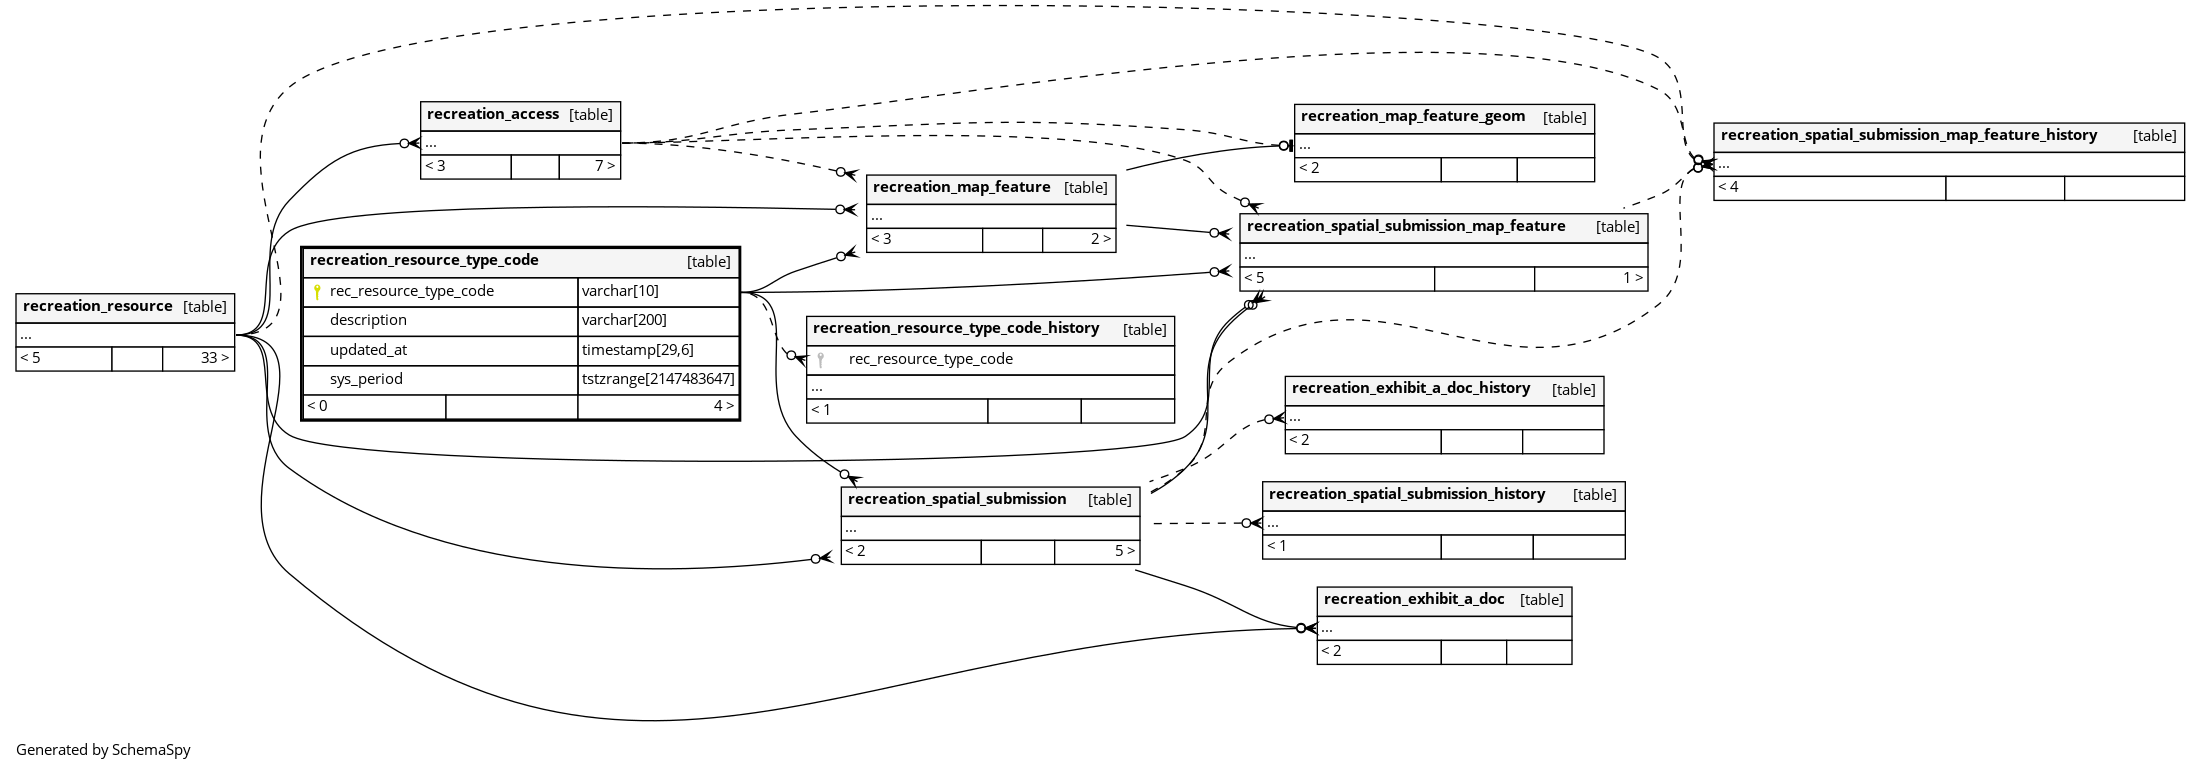 recreation_access [table]
...
< 3 7 >
recreation_map_feature_geom [table]
...
< 2
recreation_spatial_submission_map_feature_history [table]
...
< 4
recreation_map_feature [table]
...
< 3 2 >
recreation_spatial_submission_map_feature [table]
...
< 5 1 >
recreation_resource_type_code [table]
rec_resource_type_code varchar[10]
description varchar[200]
updated_at timestamp[29,6]
sys_period tstzrange[2147483647]
< 0 4 >
recreation_resource [table]
...
< 5 33 >
recreation_resource_type_code_history [table]
rec_resource_type_code
...
< 1
recreation_exhibit_a_doc_history [table]
...
< 2
recreation_spatial_submission [table]
...
< 2 5 >
recreation_spatial_submission_history [table]
...
< 1
recreation_exhibit_a_doc [table]
...
< 2
Generated by SchemaSpy